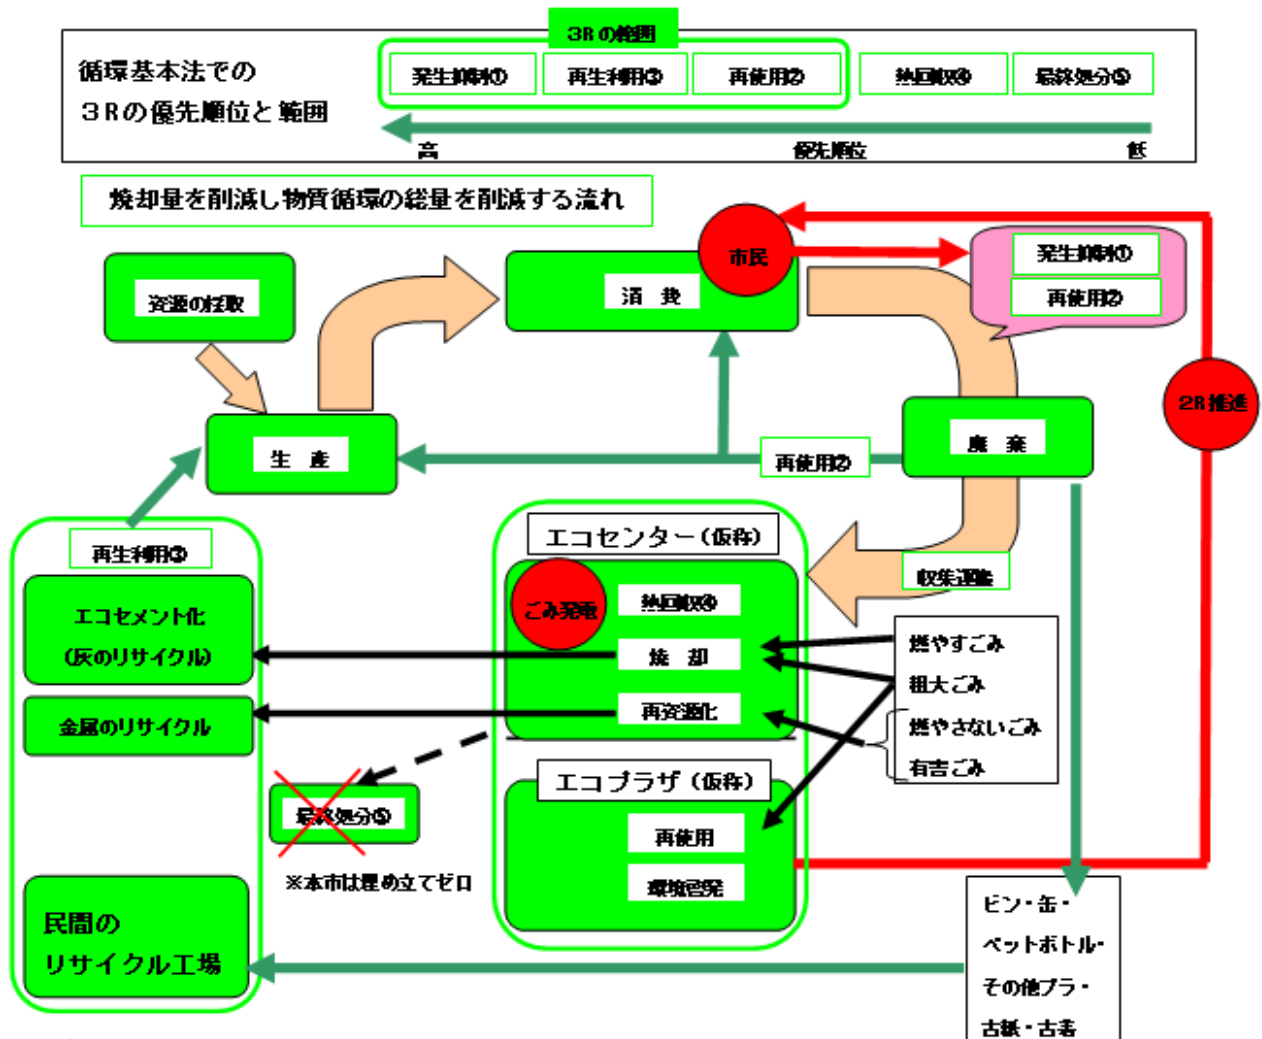 3Rの範囲
循環基本法での
3Rの優先順位と範囲
発生抑制①
再生利用③
再使用②
熱回収④
最終処分⑤
高
優先順位
低
焼却量を削減し物質循環の総量を削減する流れ
市民
発生抑制①
再使用②
資源の採取
消 費
2R推進
生 産
再使用②
廃 棄
再生利用③
エコセンター(仮称)
収集運搬
エコセメント化
(灰のリサイクル)
ごみ発電
熱回収④
焼 却
再資源化
燃やすごみ
粗大ごみ
燃やさないごみ
有害ごみ
金属のリサイクル
エコプラザ(仮称)
最終処分⑤
再使用
環境啓発
※本市は埋め立てゼロ
民間の
リサイクル工場
ビン・缶・
ペットボトル・
その他プラ・
古紙・古着